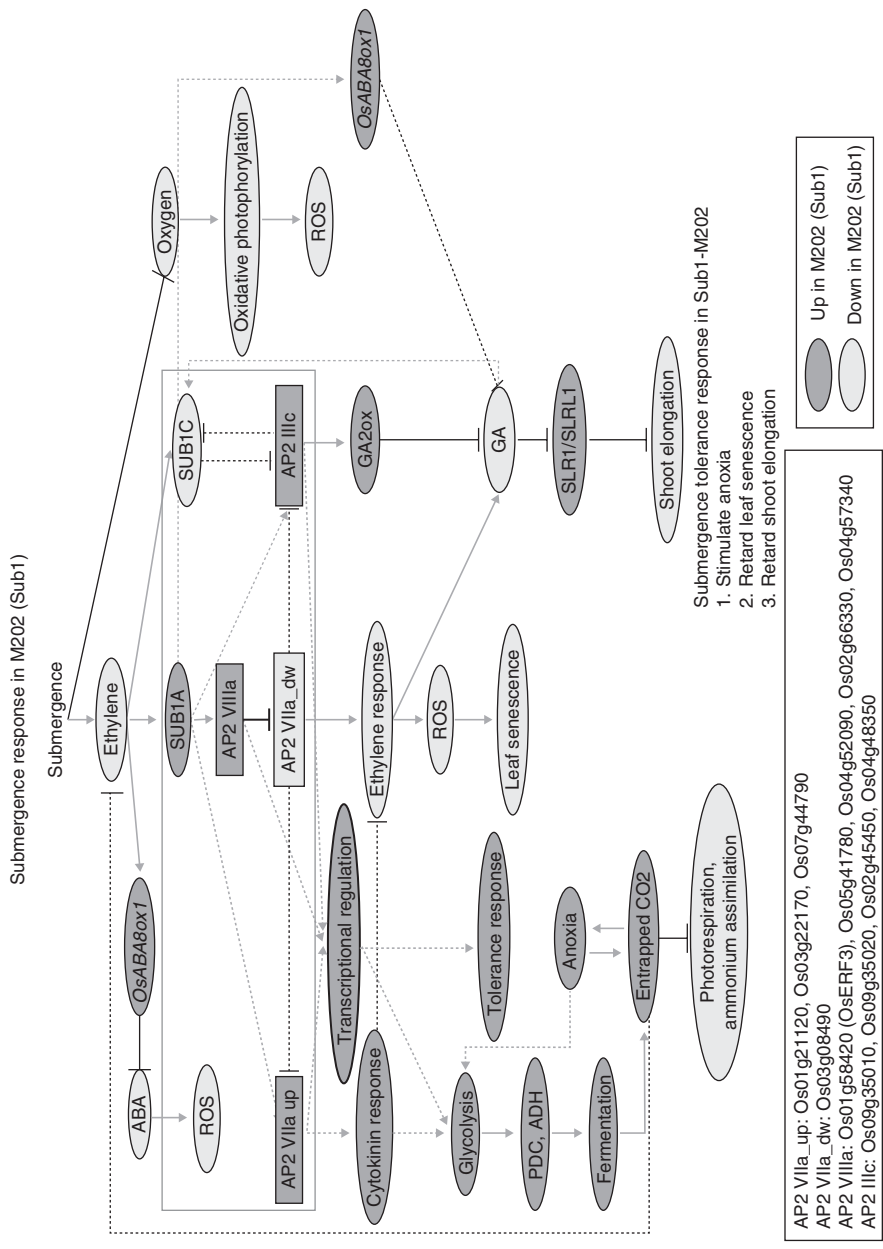 Submergence response in M202 (Sub1)
Submergence
Ethylene
Oxygen
OsABA8ox1
ABA
ROS
SUB1A
SUB1C
Oxidative photophorylation
ROS
OsABA8ox1
AP2 VIIIa
AP2 VIIa up
AP2 VIIa_dw
AP2 IIIc
Transcriptional regulation
Cytokinin response
Ethylene response
GA2ox
ROS
GA
Leaf senescence
SLR1/SLRL1
Shoot elongation
Tolerance response
Glycolysis
Anoxia
PDC, ADH
Fermentation
Entrapped CO2
Photorespiration,
ammonium assimilation
Submergence tolerance response in Sub1-M202
1. Stimulate anoxia
2. Retard leaf senescence
3. Retard shoot elongation
Up in M202 (Sub1)
Down in M202 (Sub1)
AP2 VIIa_up: Os01g21120, Os03g22170, Os07g44790
AP2 VIIa_dw: Os03g08490
AP2 VIIIa: Os01g58420 (OsERF3), Os05g41780, Os04g52090, Os02g66330, Os04g57340
AP2 IIIc: Os09g35010, Os09g35020, Os02g45450, Os04g48350